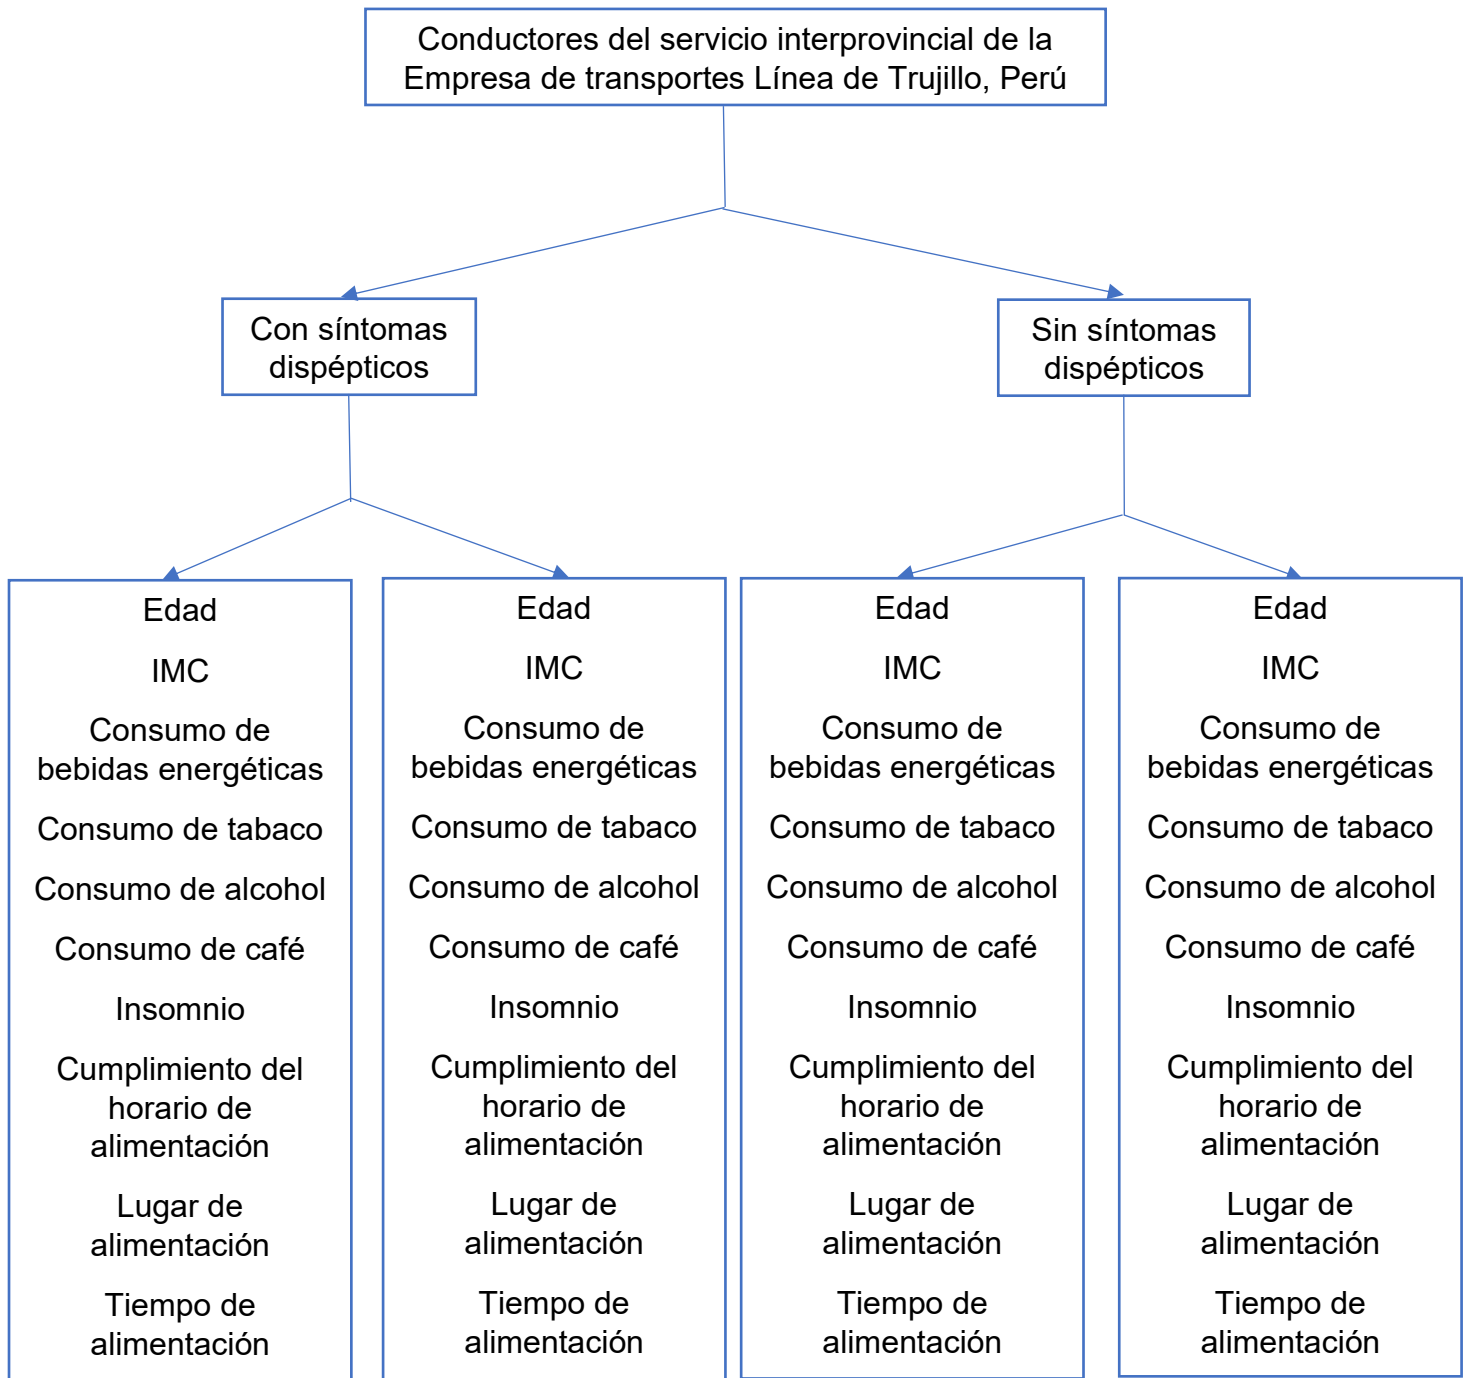 Conductores del servicio interprovincial de la
Empresa de transportes Línea de Trujillo, Perú
Con síntomas
dispépticos
Sin síntomas
dispépticos
Edad
IMC
Consumo de
bebidas energéticas
Consumo de tabaco
Consumo de alcohol
Consumo de café
Insomnio
Cumplimiento del
horario de
alimentación
Lugar de
alimentación
Tiempo de
alimentación
Edad
IMC
Consumo de
bebidas energéticas
Consumo de tabaco
Consumo de alcohol
Consumo de café
Insomnio
Cumplimiento del
horario de
alimentación
Lugar de
alimentación
Tiempo de
alimentación
Edad
IMC
Consumo de
bebidas energéticas
Consumo de tabaco
Consumo de alcohol
Consumo de café
Insomnio
Cumplimiento del
horario de
alimentación
Lugar de
alimentación
Tiempo de
alimentación
Edad
IMC
Consumo de
bebidas energéticas
Consumo de tabaco
Consumo de alcohol
Consumo de café
Insomnio
Cumplimiento del
horario de
alimentación
Lugar de
alimentación
Tiempo de
alimentación